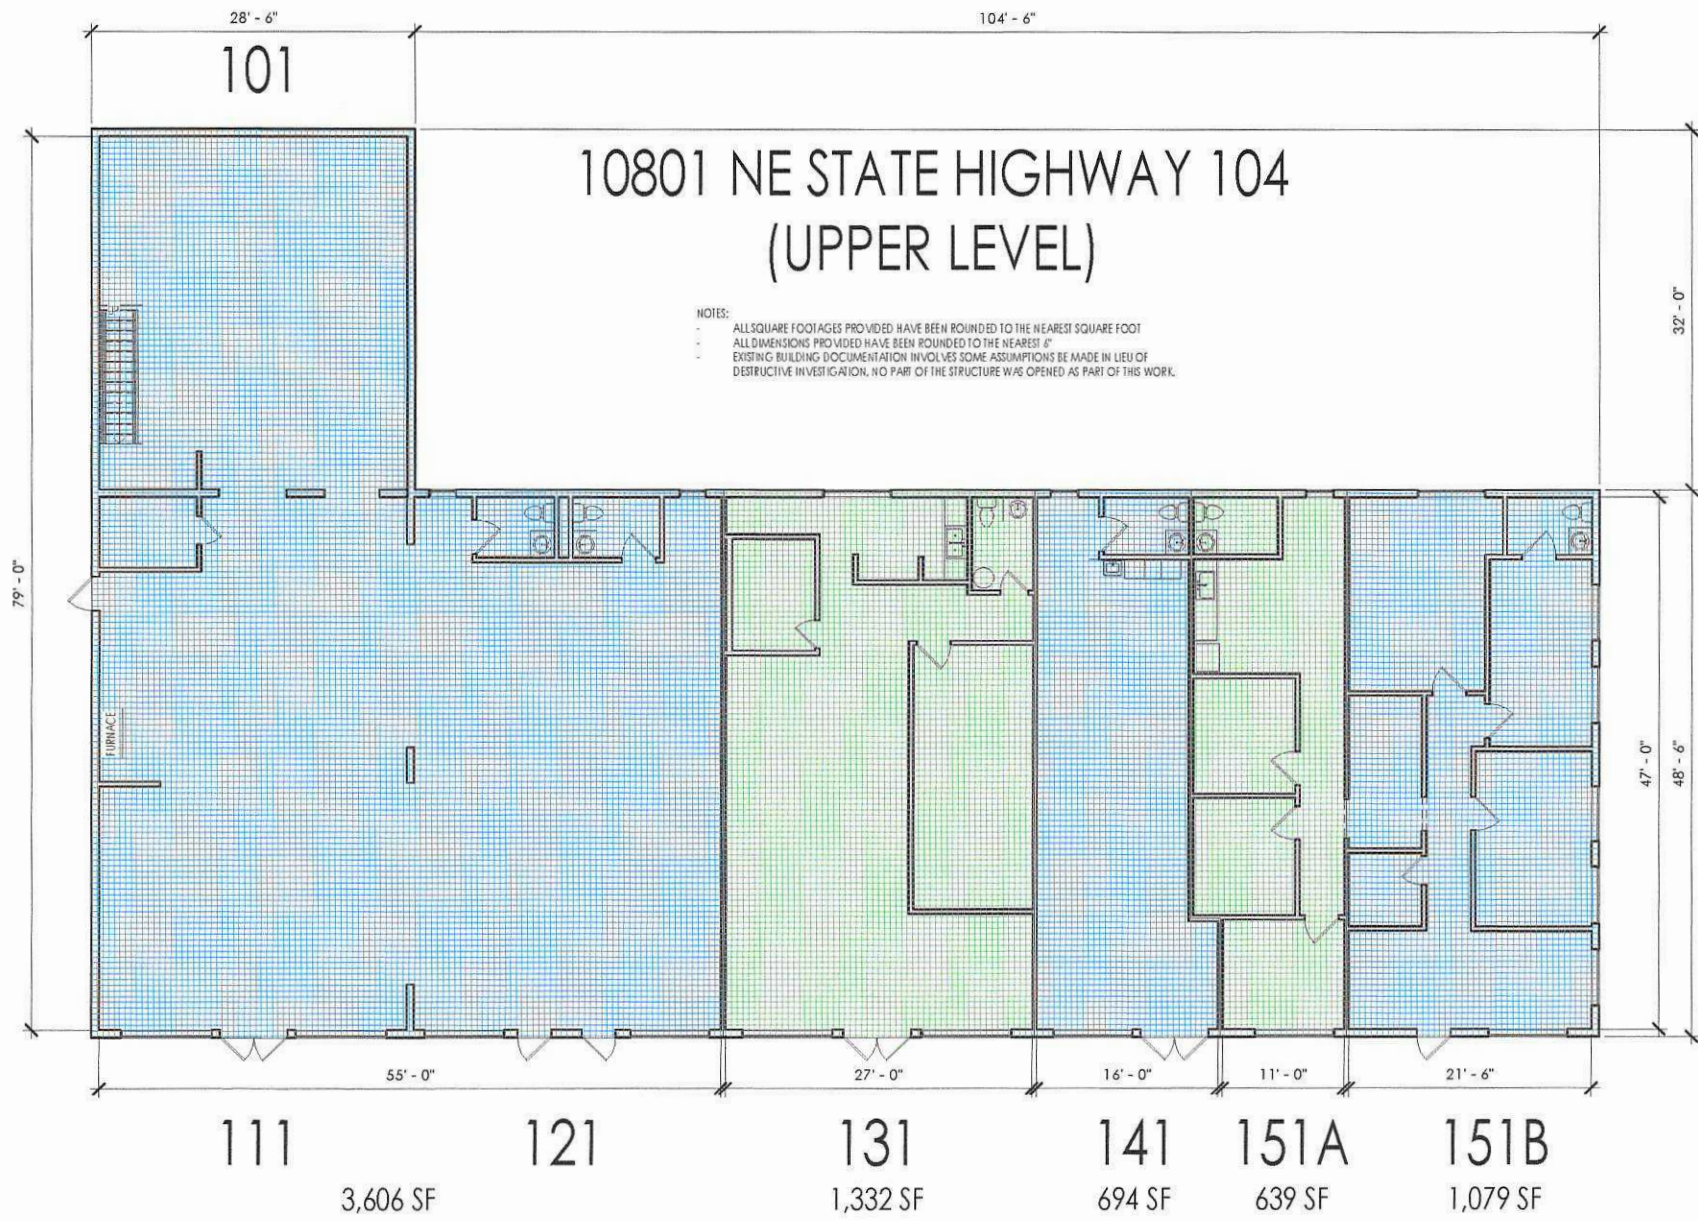 28' - 6"
104' - 6"
101
10801 NE STATE HIGHWAY 104
(UPPER LEVEL)
NOTES:
- ALL SQUARE FOOTAGES PROVIDED HAVE BEEN ROUNDED TO THE NEAREST SQUARE FOOT
- ALL DIMENSIONS PROVIDED HAVE BEEN ROUNDED TO THE NEAREST 6"
- EXISTING BUILDING DOCUMENTATION INVOLVES SOME ASSUMPTIONS BE MADE IN LIEU OF
DESTRUCTIVE INVESTIGATION. NO PART OF THE STRUCTURE WAS OPENED AS PART OF THIS WORK.
32' - 0"
UP
79' - 0"
FURNACE
47' - 0"
48' - 6"
55' - 0"
27' - 0"
16' - 0"
11' - 0"
21' - 6"
111
121
131
141
151A
151B
3,606 SF
1,332 SF
694 SF
639 SF
1,079 SF